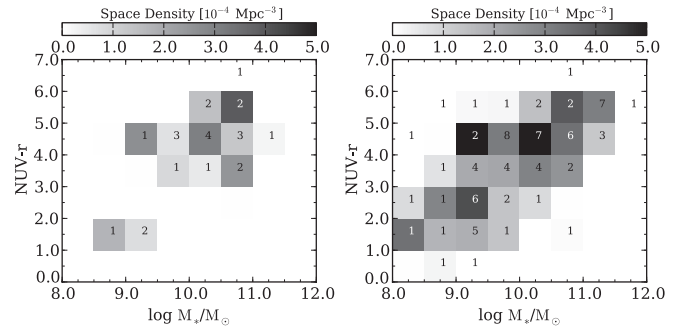 Space Density [10⁻⁴ Mpc⁻³] Space Density [10⁻⁴ Mpc⁻³]
0.0 1.0 2.0 3.0 4.0 5.0 0.0 1.0 2.0 3.0 4.0 5.0
7.0 1 7.0 1
6.0 2 2 6.0 1 1 1 2 2 7 1
5.0 1 3 4 3 1 5.0 1 2 8 7 6 3
4.0 1 1 2 4.0 1 4 4 4 2
3.0 3.0 1 1 6 2 1
2.0 1 2 2.0 1 1 5 1 1
1.0 1.0 1 1
0.0 0.0
NUV-r NUV-r
8.0 9.0 10.0 11.0 12.0 8.0 9.0 10.0 11.0 12.0
log M*/M⊙ log M*/M⊙